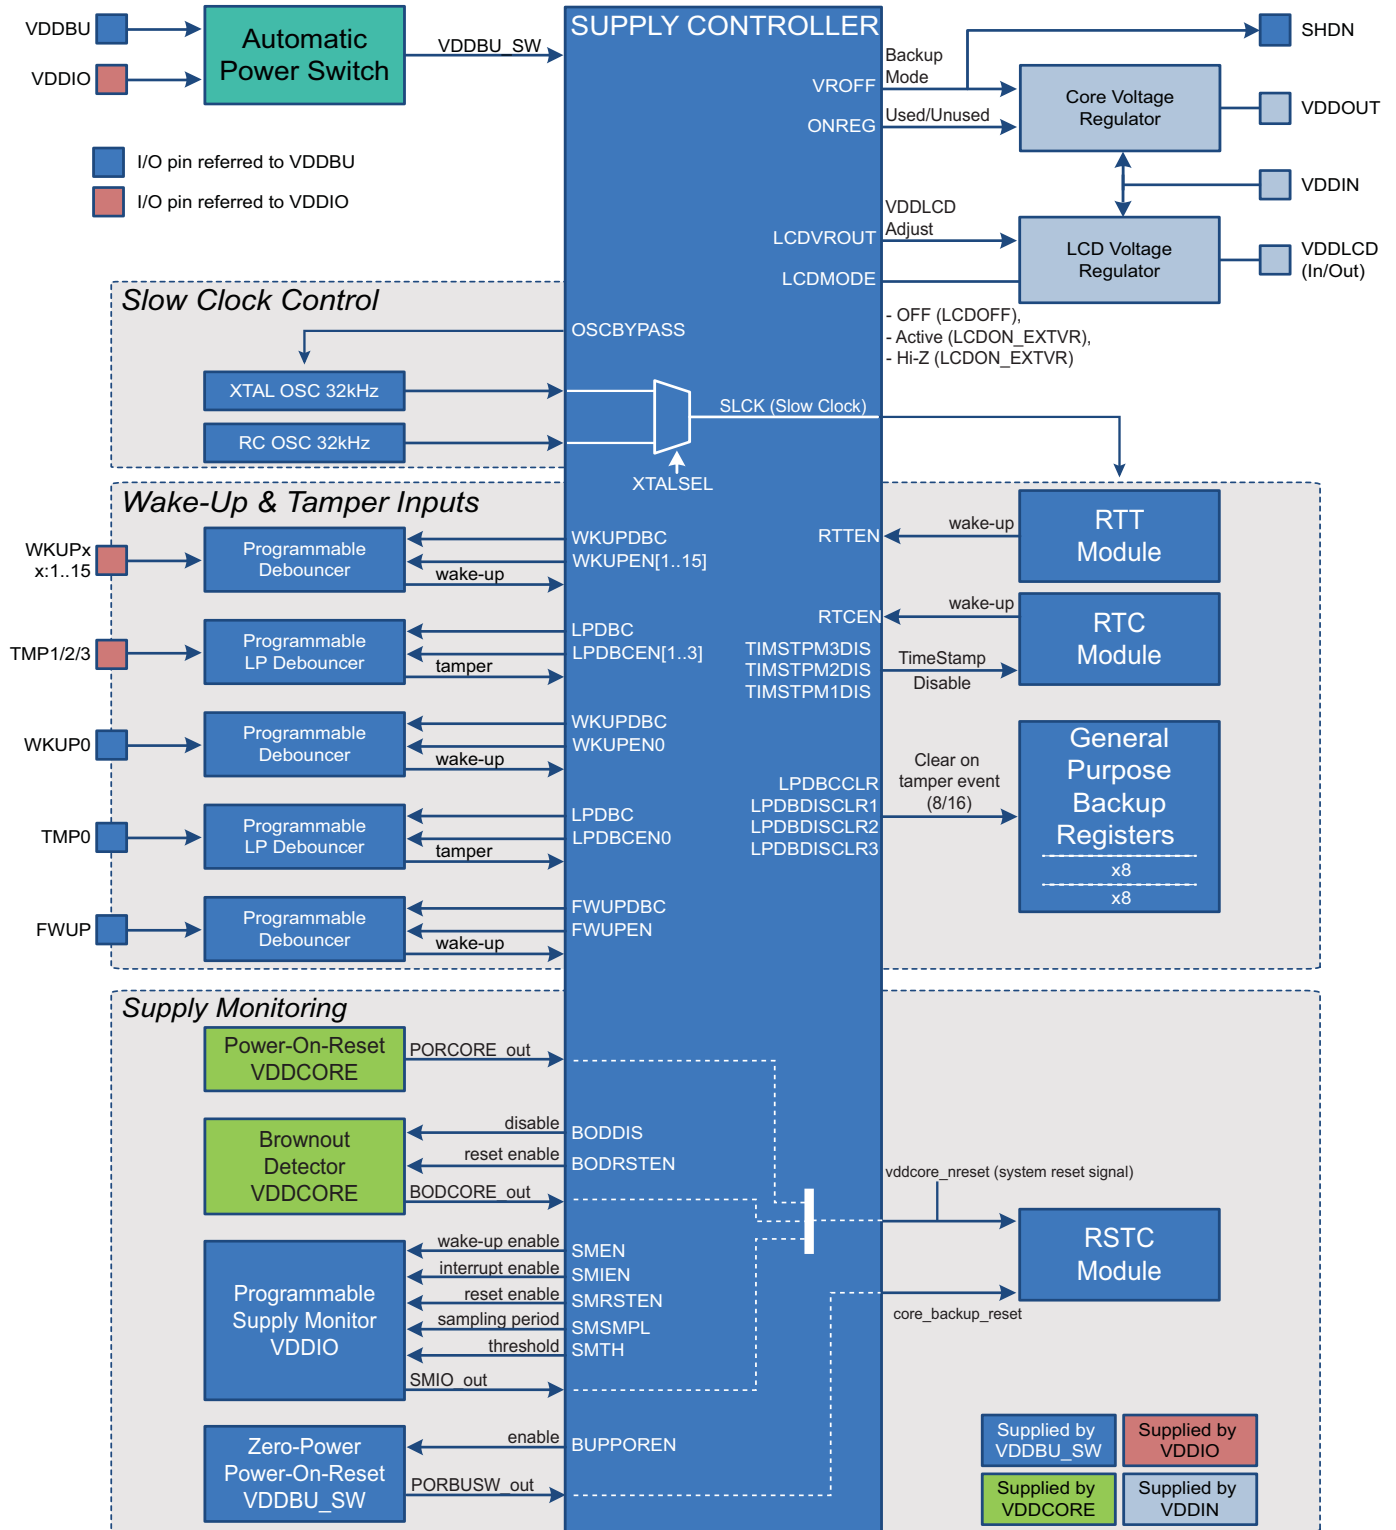 SUPPLY CONTROLLER
VDDBU
VDDIO
Automatic
Power Switch
VDDBU_SW
I/O pin referred to VDDBU
I/O pin referred to VDDIO
Backup
Mode
VROFF
Used/Unused
ONREG
Core Voltage
Regulator
SHDN
VDDOUT
VDDIN
VDDLCD
Adjust
LCDVROUT
LCDMODE
LCD Voltage
Regulator
VDDLCD
(In/Out)
- OFF (LCDOFF),
- Active (LCDON_EXTVR),
- Hi-Z (LCDON_EXTVR)
Slow Clock Control
OSCBYPASS
XTAL OSC 32kHz
RC OSC 32kHz
SLCK (Slow Clock)
XTALSEL
Wake-Up & Tamper Inputs
WKUPx
x:1..15
Programmable
Debouncer
WKUPDBC
WKUPEN[1..15]
wake-up
TMP1/2/3
Programmable
LP Debouncer
LPDBC
LPDBCEN[1..3]
tamper
WKUP0
Programmable
Debouncer
WKUPDBC
WKUPEN0
wake-up
TMP0
Programmable
LP Debouncer
LPDBC
LPDBCEN0
tamper
FWUP
Programmable
Debouncer
FWUPDBC
FWUPEN
wake-up
RTTEN
wake-up
RTT
Module
RTCEN
wake-up
RTC
Module
TIMSTPM3DIS
TIMSTPM2DIS
TIMSTPM1DIS
TimeStamp
Disable
LPDBCCLR
LPDBDISCLR1
LPDBDISCLR2
LPDBDISCLR3
Clear on
tamper event
(8/16)
General
Purpose
Backup
Registers
x8
x8
Supply Monitoring
Power-On-Reset
VDDCORE
PORCORE_out
Brownout
Detector
VDDCORE
disable
BODDIS
reset enable
BODRSTEN
BODCORE_out
Programmable
Supply Monitor
VDDIO
wake-up enable
SMEN
interrupt enable
SMIEN
reset enable
SMRSTEN
sampling period
SMSMPL
threshold
SMTH
SMIO_out
Zero-Power
Power-On-Reset
VDDBU_SW
enable
BUPPOREN
PORBUSW_out
vddcore_nreset (system reset signal)
RSTC
Module
core_backup_reset
Supplied by
VDDBU_SW
Supplied by
VDDIO
Supplied by
VDDCORE
Supplied by
VDDIN